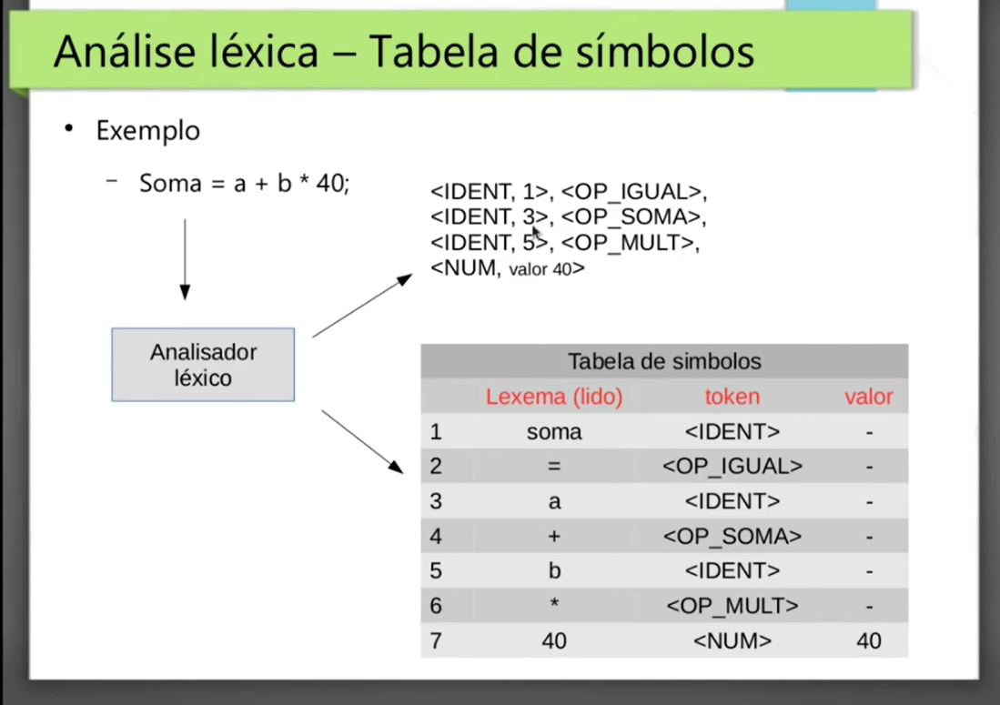 Análise léxica – Tabela de símbolos
• Exemplo
– Soma = a + b * 40;
<IDENT, 1>, <OP_IGUAL>,
<IDENT, 3>, <OP_SOMA>,
<IDENT, 5>, <OP_MULT>,
<NUM, valor 40>
Analisador
léxico
Tabela de simbolos
Lexema (lido) token valor
1 soma <IDENT> -
2 = <OP_IGUAL> -
3 a <IDENT> -
4 + <OP_SOMA> -
5 b <IDENT> -
6 * <OP_MULT> -
7 40 <NUM> 40